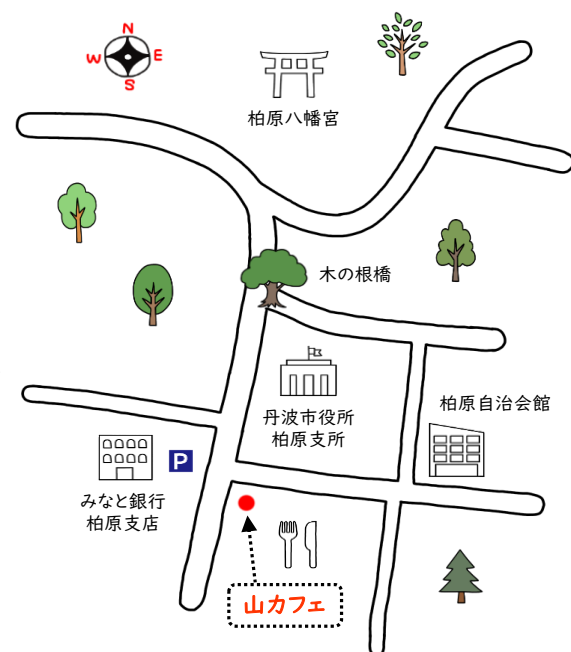 N
W E
S
柏原八幡宮
木の根橋
丹波市役所
柏原支所
柏原自治会館
P
みなと銀行
柏原支店
山カフェ